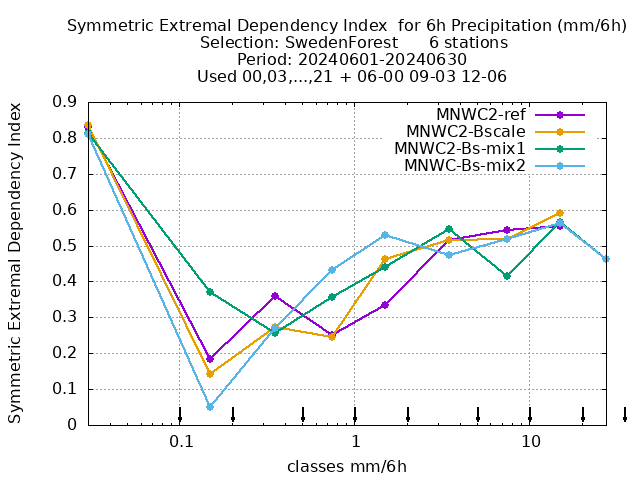 Symmetric Extremal Dependency Index  for 6h Precipitation (mm/6h)
Selection: SwedenForest      6 stations
Period: 20240601-20240630
Used 00,03,...,21 + 06-00 09-03 12-06
Symmetric Extremal Dependency Index
0.9
0.8
0.7
0.6
0.5
0.4
0.3
0.2
0.1
0
MNWC2-ref
MNWC2-Bscale
MNWC2-Bs-mix1
MNWC-Bs-mix2
0.1 1 10
classes mm/6h